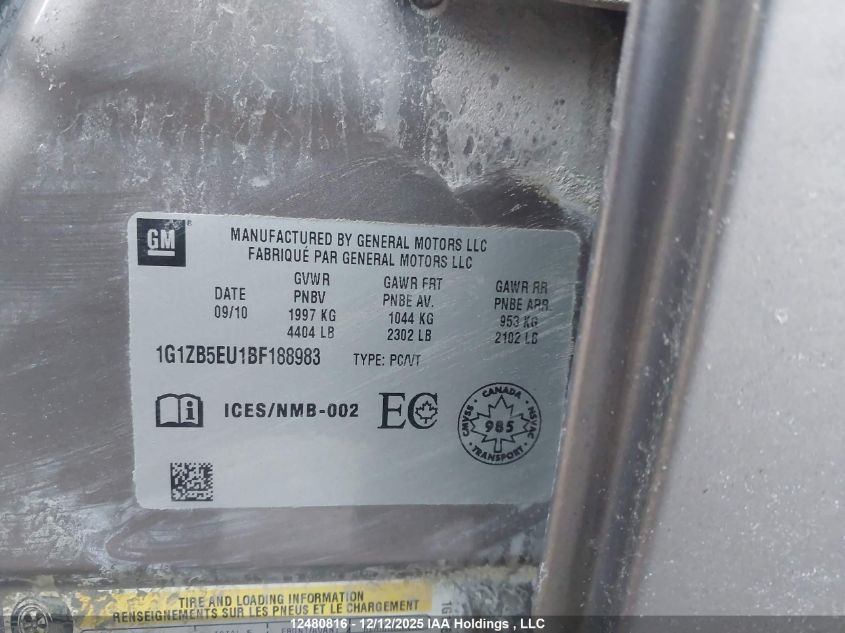 GM ®
MANUFACTURED BY GENERAL MOTORS LLC
FABRIQUÉ PAR GENERAL MOTORS LLC
DATE
09/10
GVWR
PNBV
1997 KG
4404 LB
GAWR FRT
PNBE AV.
1044 KG
2302 LB
GAWR RR
PNBE ARR.
953 KG
2102 LB
1G1ZB5EU1BF188983 TYPE: PC/VT
i ICES/NMB-002 EC
CANADA
CMVSS 985 NSVAC
TRANSPORT
TIRE AND LOADING INFORMATION
RENSEIGNEMENTS SUR LES PNEUS ET LE CHARGEMENT
12480816 - 12/12/2025 IAA Holdings , LLC